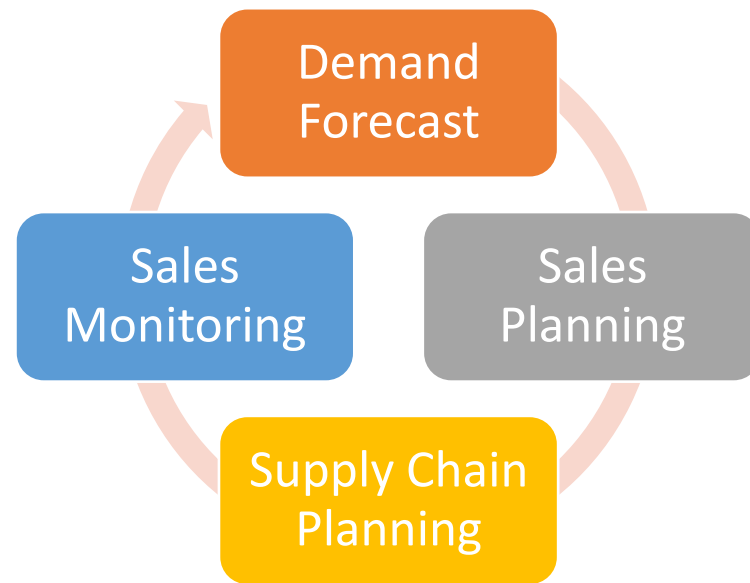 Demand
Forecast
Sales
Planning
Supply Chain
Planning
Sales
Monitoring